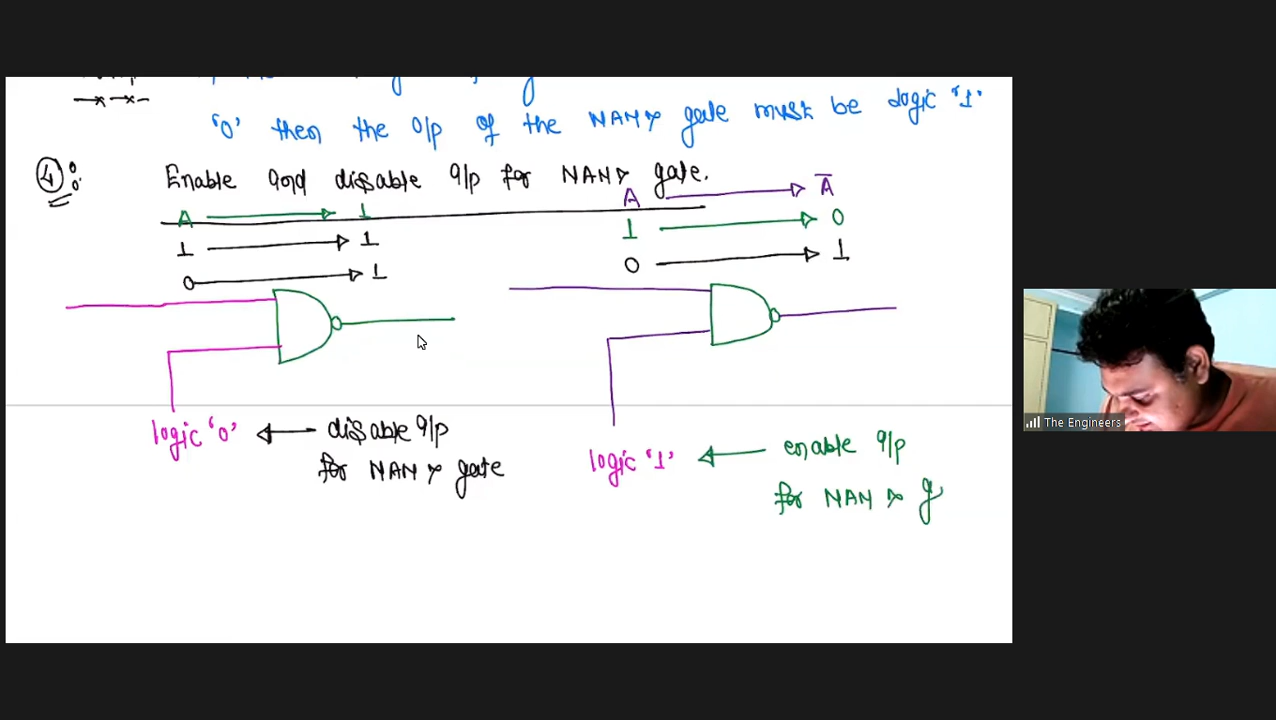 '0' then the O/p of the NAND gate must be logic '1'
④: Enable and disable i/p for NAND gate.
A → 1
1 → 1
0 → 1
A → A̅
1 → 0
0 → 1
logic '0' ← disable i/p
for NAND gate
logic '1' ← enable i/p
for NAND g
The Engineers